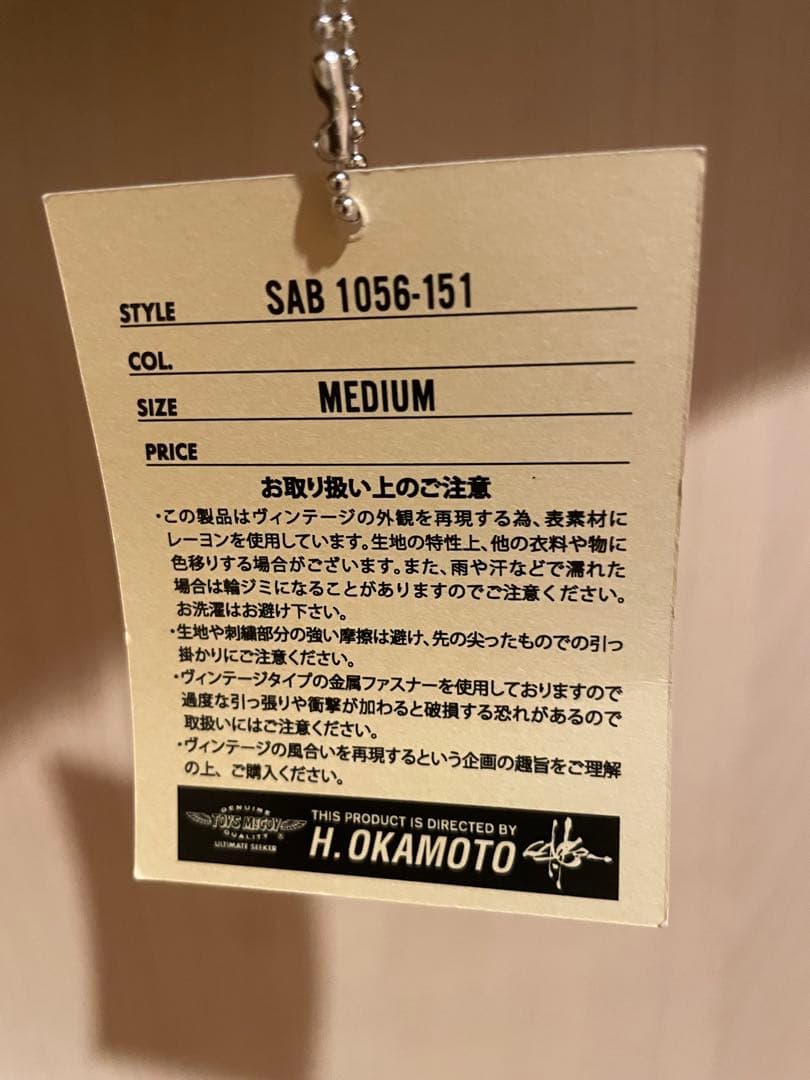 STYLE SAB 1056-151
COL.
SIZE MEDIUM
PRICE
お取り扱い上のご注意
・この製品はヴィンテージの外観を再現する為、表素材に
レーヨンを使用しています。生地の特性上、他の衣料や物に
色移りする場合がございます。また、雨や汗などで濡れた
場合は輪ジミになることがありますのでご注意ください。
お洗濯はお避け下さい。
・生地や刺繍部分の強い摩擦は避け、先の尖ったものでの引っ
掛かりにご注意ください。
・ヴィンテージタイプの金属ファスナーを使用しておりますので
過度な引っ張りや衝撃が加わると破損する恐れがあるので
取扱いにはご注意ください。
・ヴィンテージの風合いを再現するという企画の趣旨をご理解
の上、ご購入ください。
GENUINE
TOYS McCOY
QUALITY ®
ULTIMATE SEEKER
THIS PRODUCT IS DIRECTED BY
H. OKAMOTO